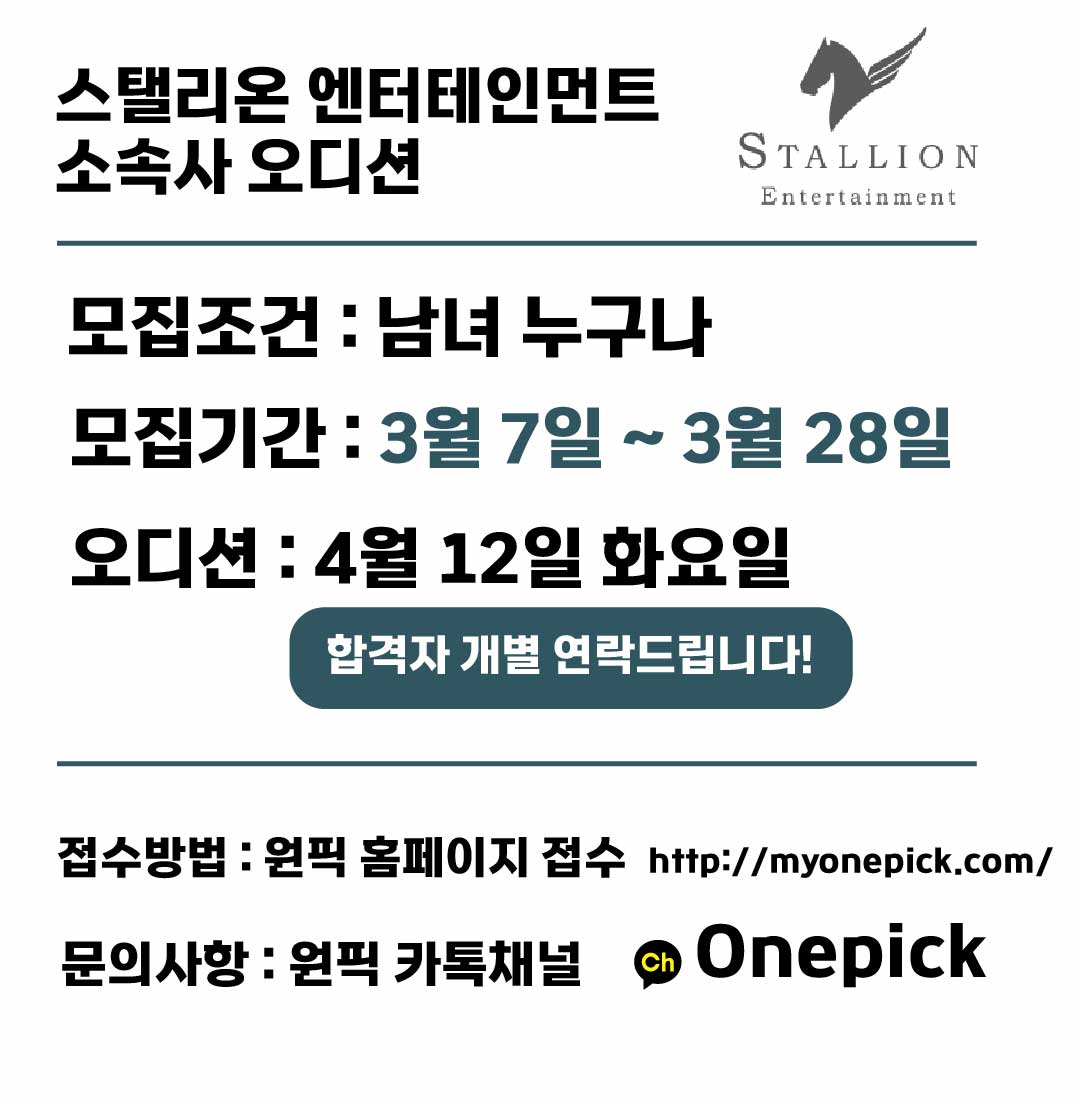 스탤리온 엔터테인먼트
소속사 오디션
STALLION
Entertainment
모집조건 : 남녀 누구나
모집기간 : 3월 7일 ~ 3월 28일
오디션 : 4월 12일 화요일
합격자 개별 연락드립니다!
접수방법 : 원픽 홈페이지 접수 http://myonepick.com/
문의사항 : 원픽 카톡채널 Ch Onepick